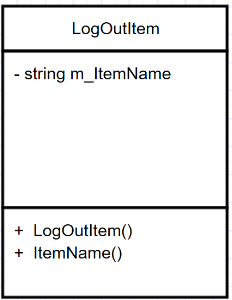 LogOutItem
- string m_ItemName
+ LogOutItem()
+ ItemName()